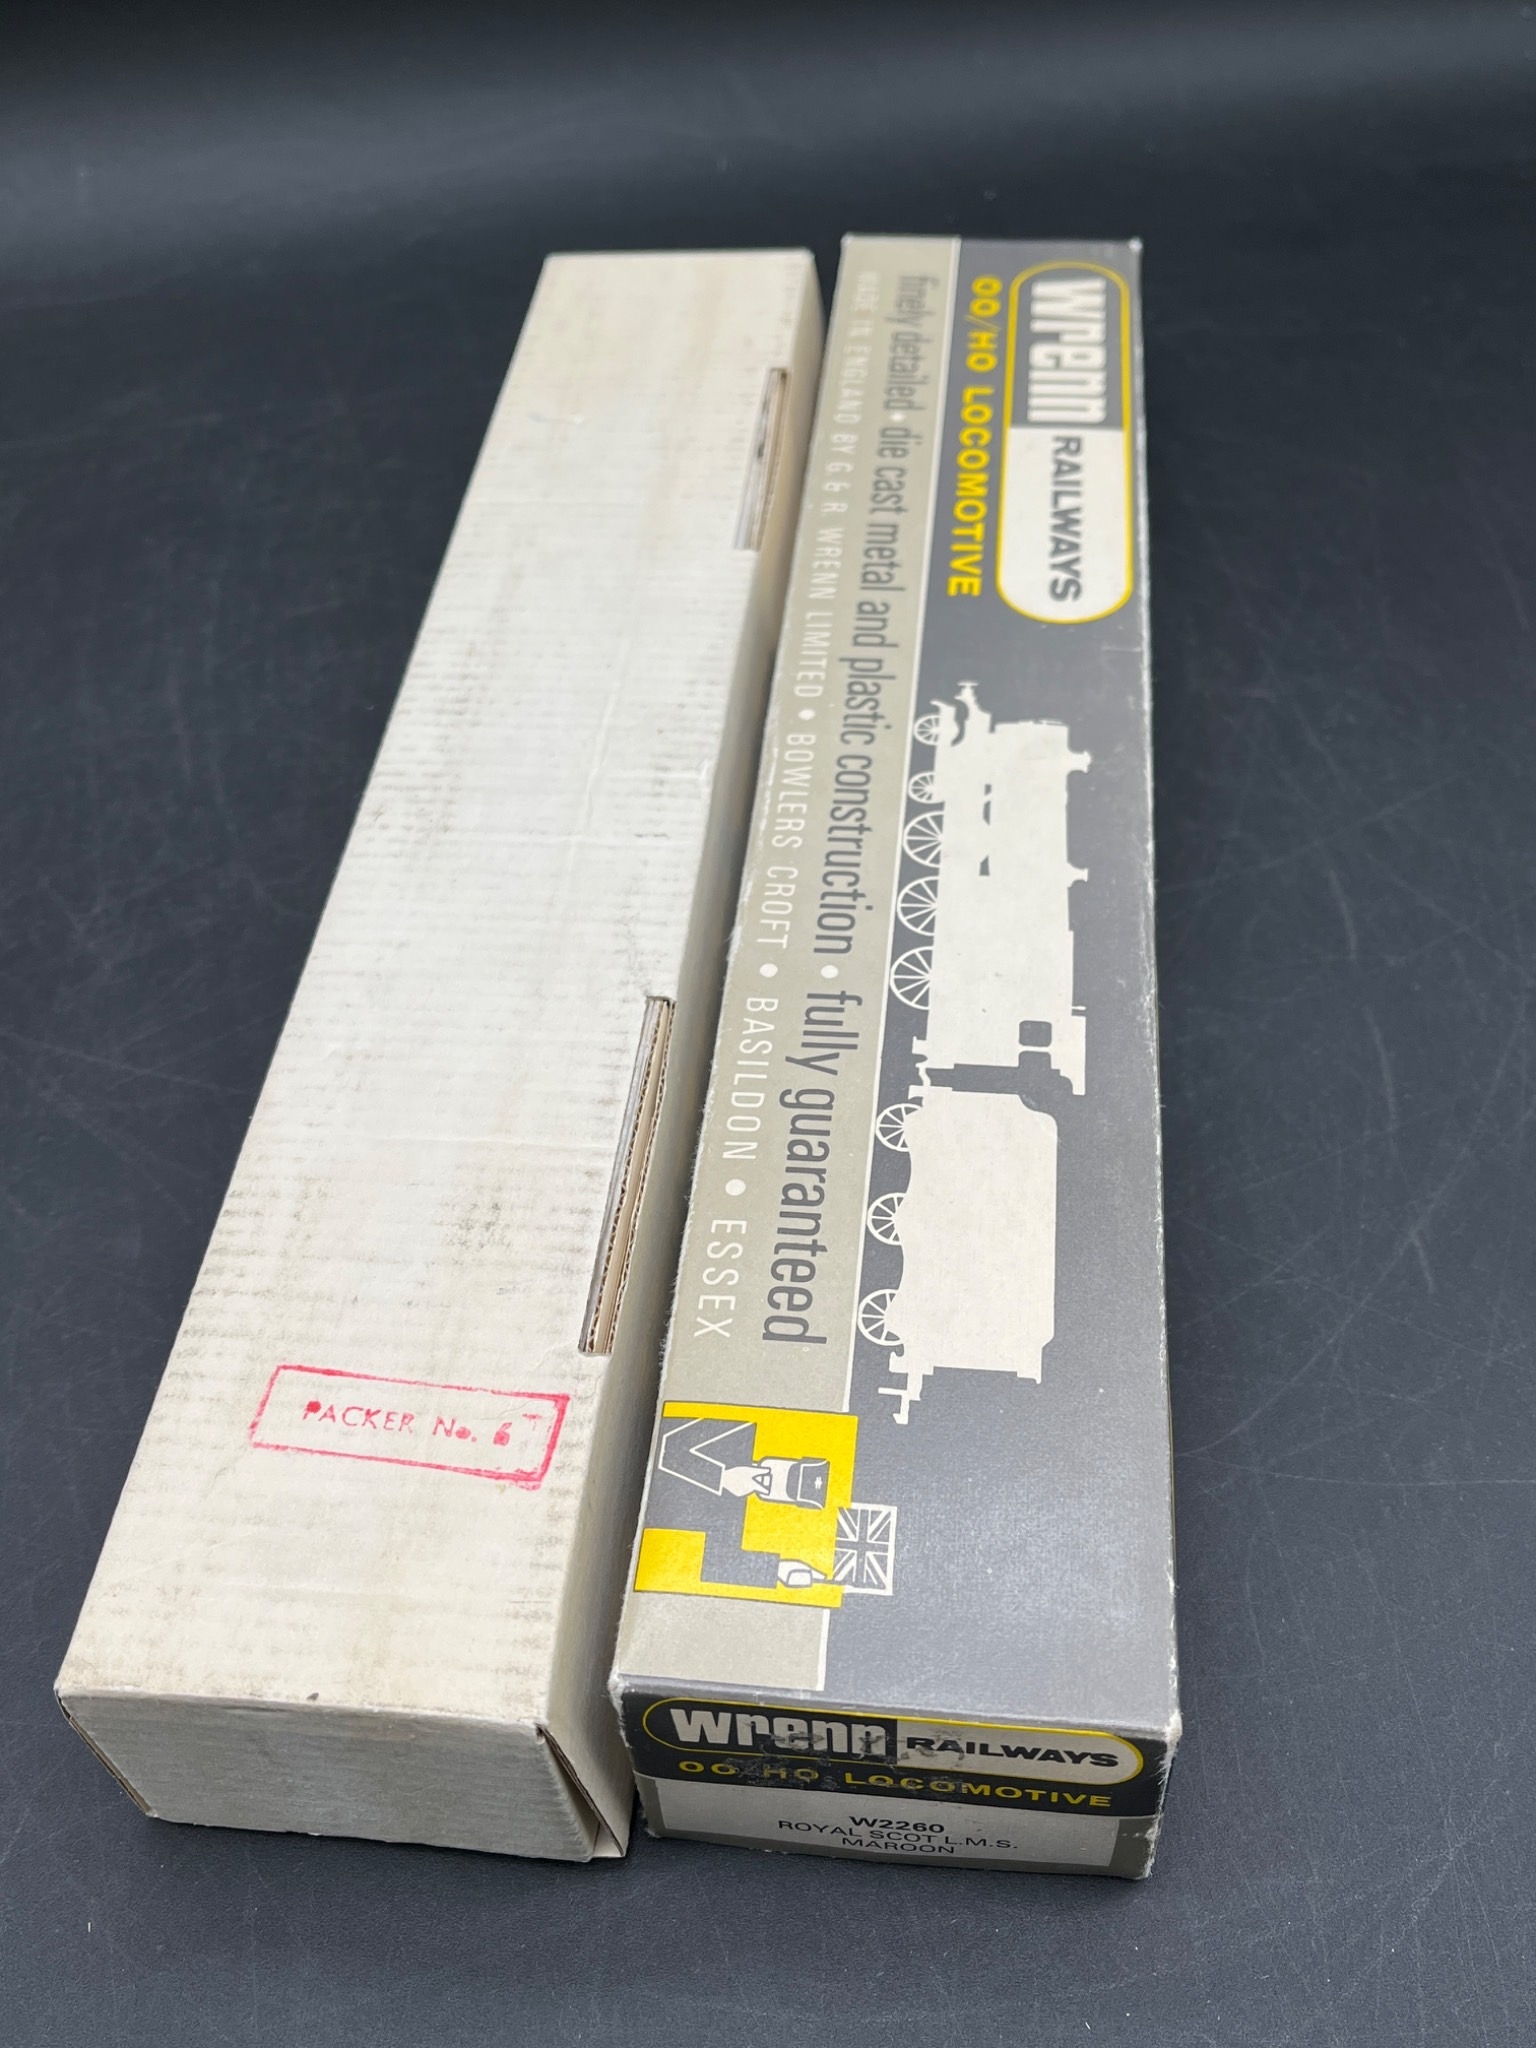 wrenn RAILWAYS
OO/HO LOCOMOTIVE
finely detailed • die cast metal and plastic construction • fully guaranteed
MADE IN ENGLAND BY G & R WRENN LIMITED • BOWLERS CROFT • BASILDON • ESSEX
PACKER No. 6
wrenn RAILWAYS
OO HO LOCOMOTIVE
W2260
ROYAL SCOT L.M.S.
MAROON